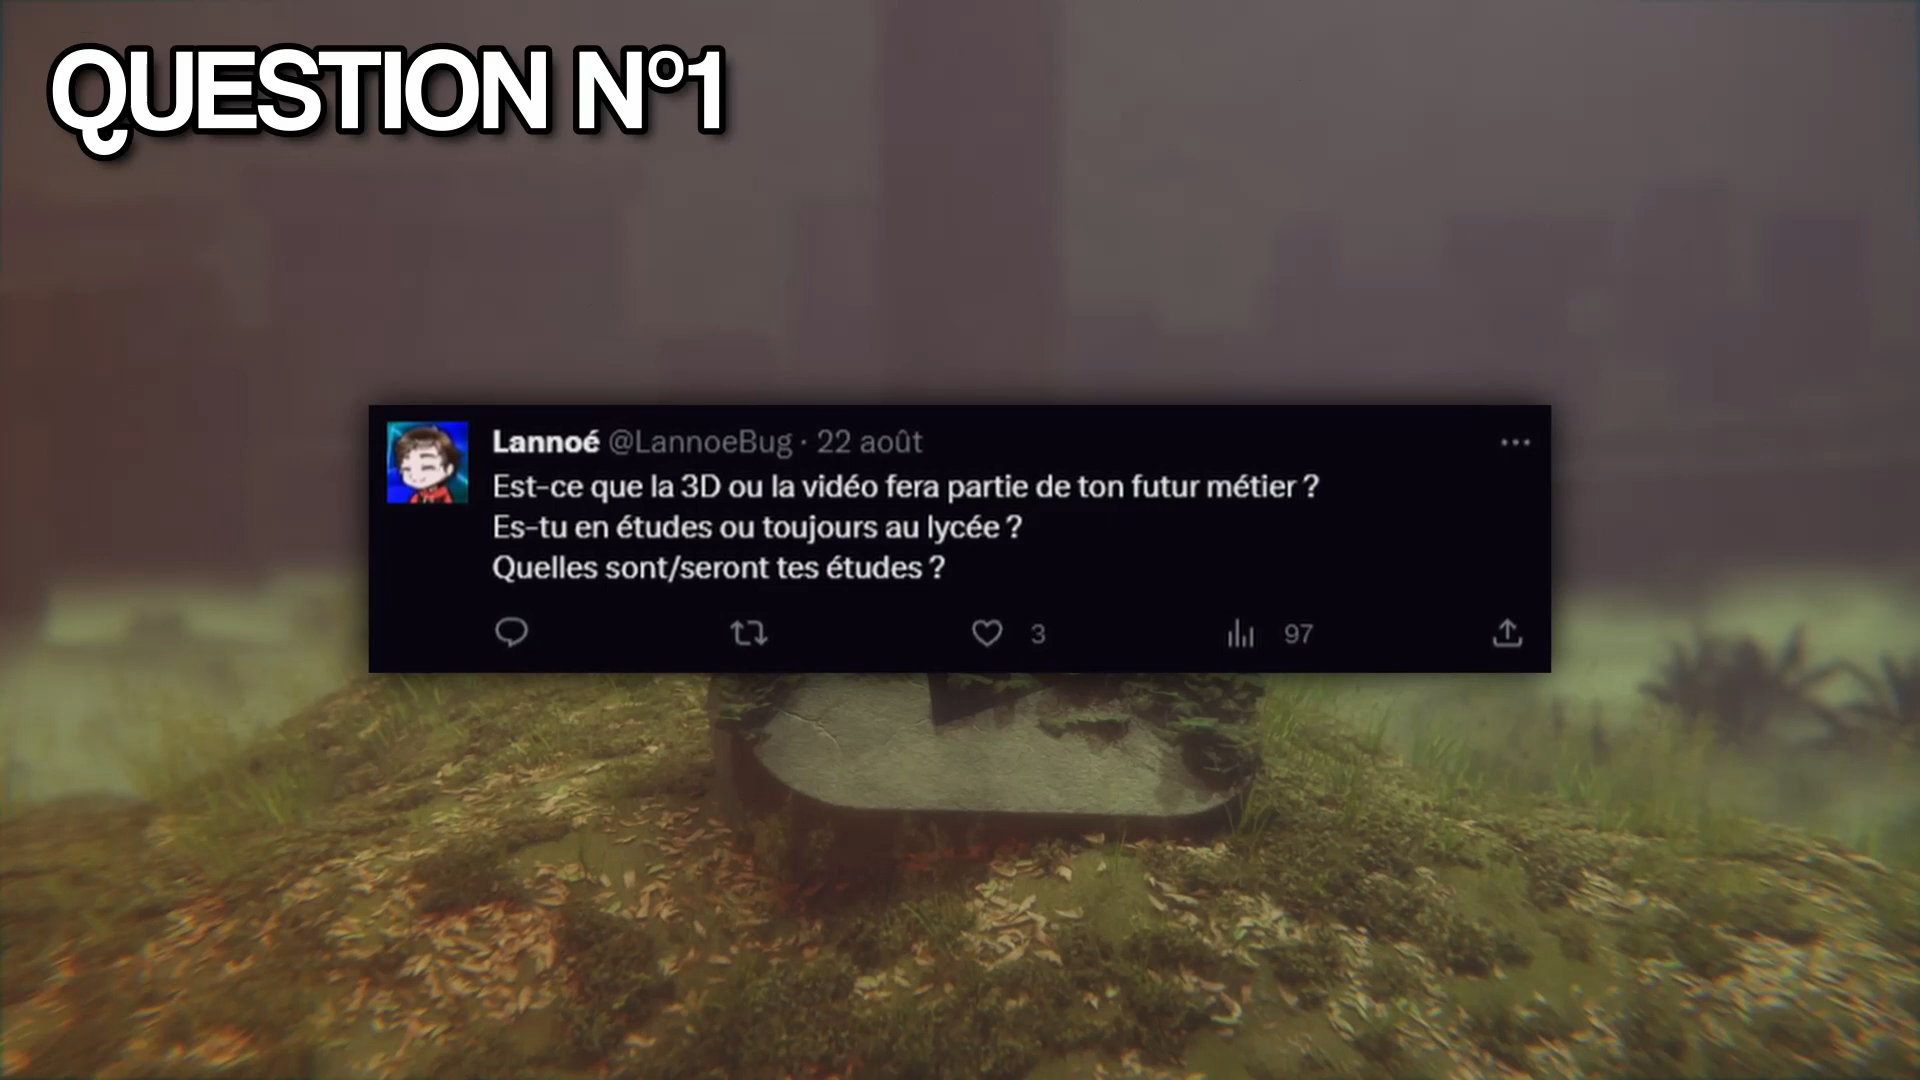 QUESTION N°1
Lannoé @LannoeBug · 22 août
Est-ce que la 3D ou la vidéo fera partie de ton futur métier ?
Es-tu en études ou toujours au lycée ?
Quelles sont/seront tes études ?
3
97